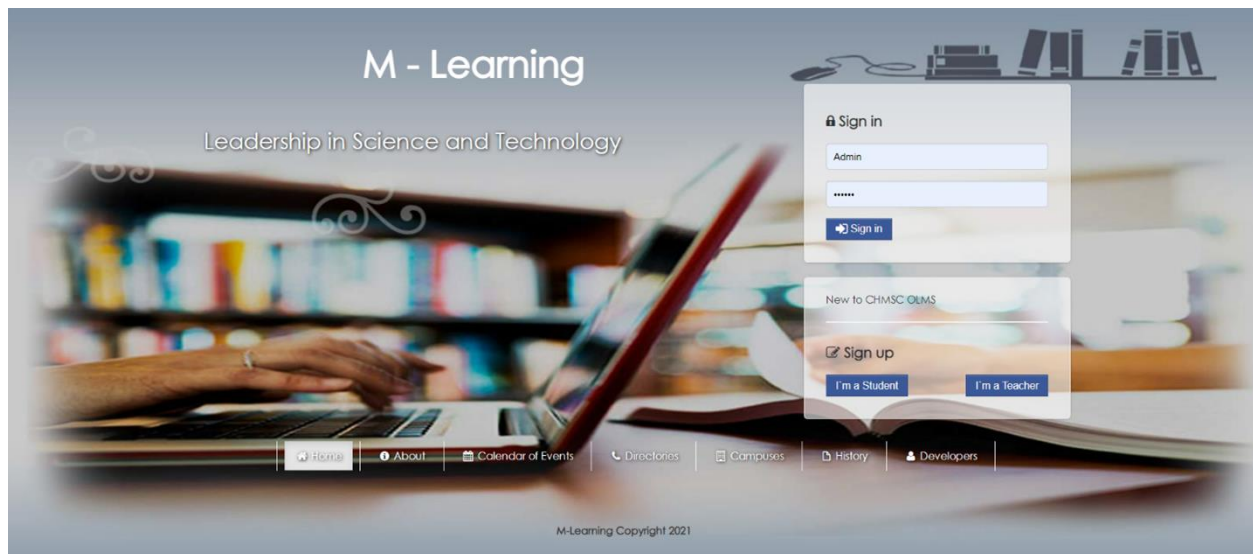 M - Learning
Leadership in Science and Technology
Sign in
Admin
••••••
Sign in
New to CHMSC OLMS
Sign up
I`m a Student I`m a Teacher
Home About Calendar of Events Directories Campuses History Developers
M-Learning Copyright 2021